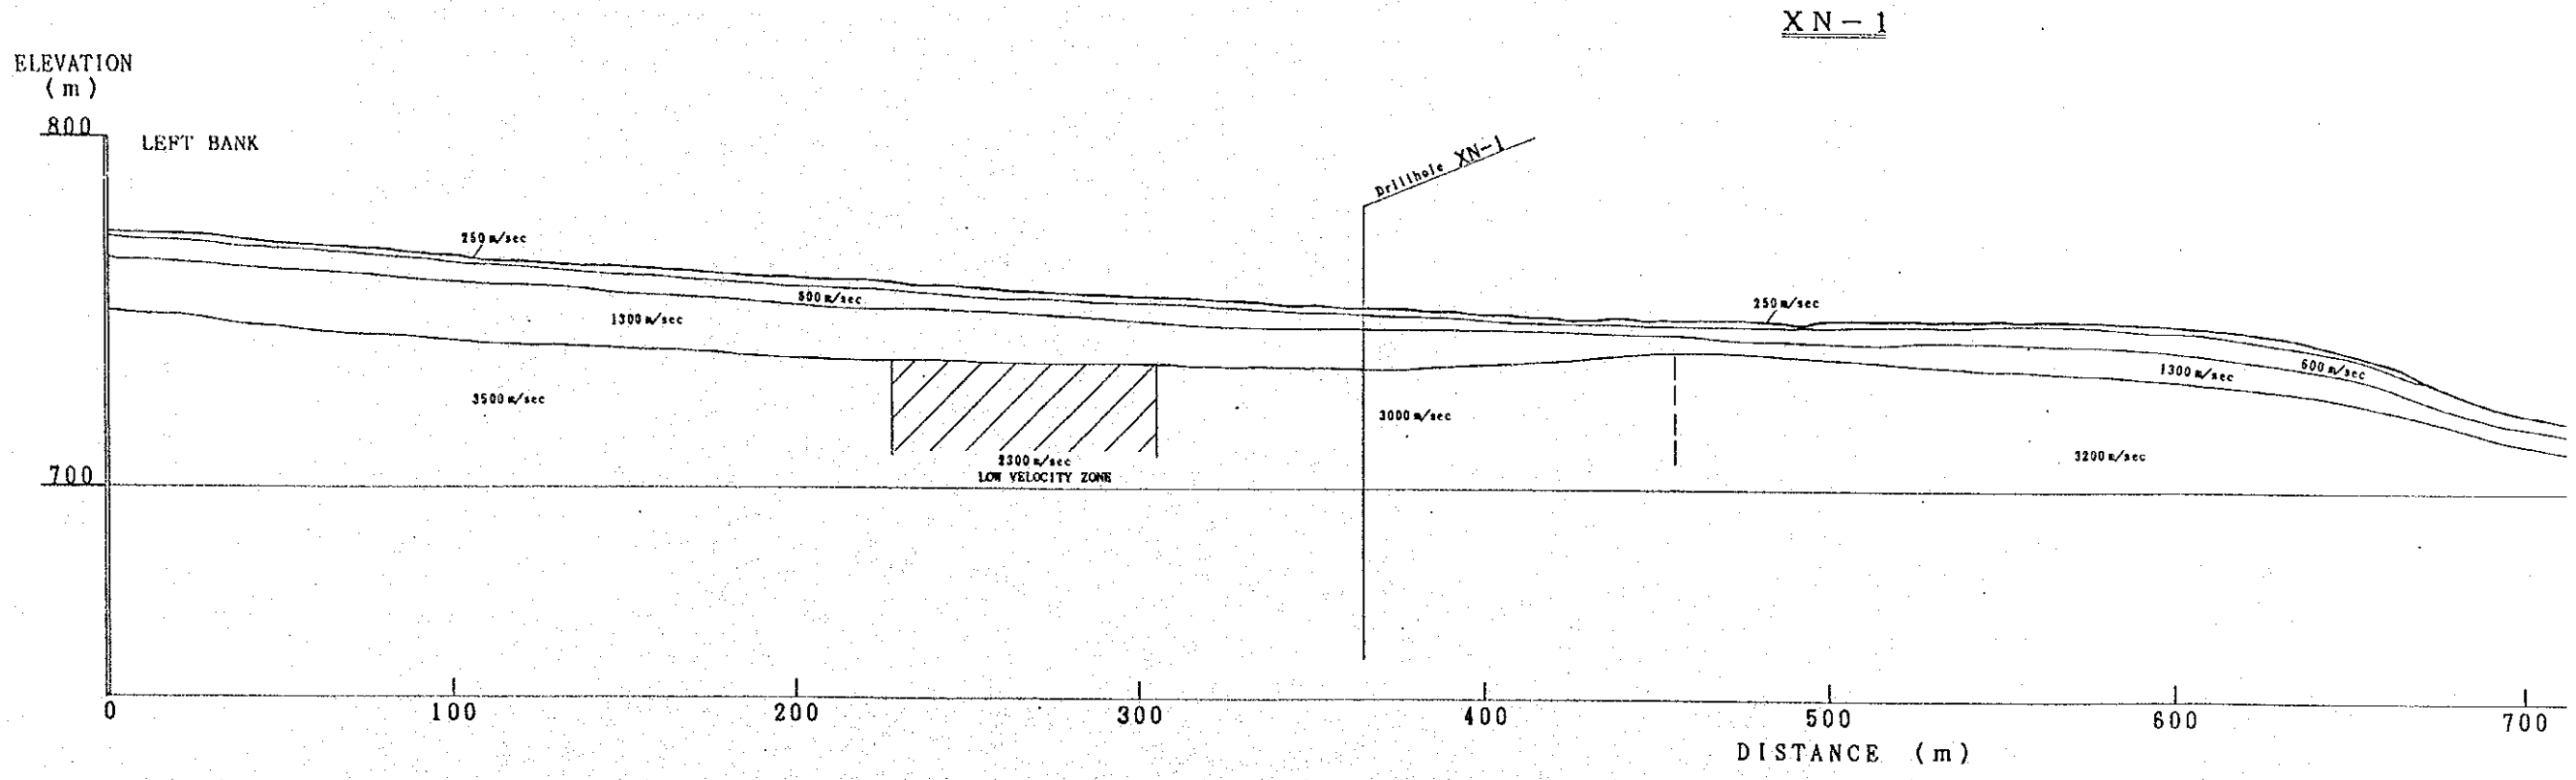 XN-1
ELEVATION
(m)
800
LEFT BANK
Drillhole XN-1
250 m/sec
250 m/sec
1300 m/sec
1300 m/sec
600 m/sec
3500 m/sec
3000 m/sec
2300 m/sec
LOW VELOCITY ZONE
3200 m/sec
700
0 100 200 300 400 500 600 700
DISTANCE (m)